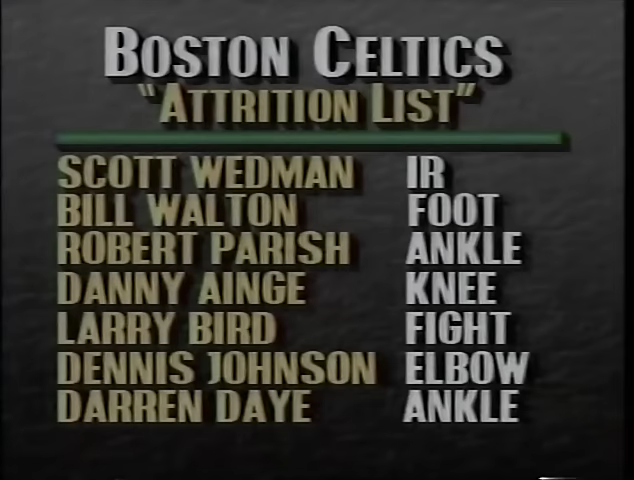 BOSTON CELTICS
"ATTRITION LIST"
SCOTT WEDMAN IR
BILL WALTON FOOT
ROBERT PARISH ANKLE
DANNY AINGE KNEE
LARRY BIRD FIGHT
DENNIS JOHNSON ELBOW
DARREN DAYE ANKLE